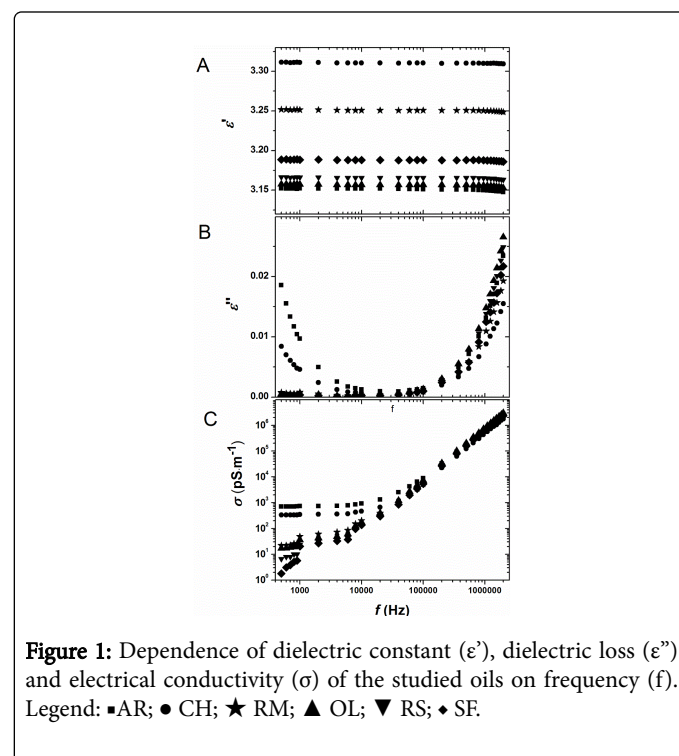 A
3.30
3.25
3.20
3.15
ε'
B
0.02
0.01
0.00
ε"
f
C
10⁶
10⁵
10⁴
10³
10²
10¹
10⁰
σ (pS·m⁻¹)
1000 10000 100000 1000000
f (Hz)
Figure 1: Dependence of dielectric constant (ε’), dielectric loss (ε”)
and electrical conductivity (σ) of the studied oils on frequency (f).
Legend: ■AR; ● CH; ★ RM; ▲ OL; ▼ RS; ◆ SF.